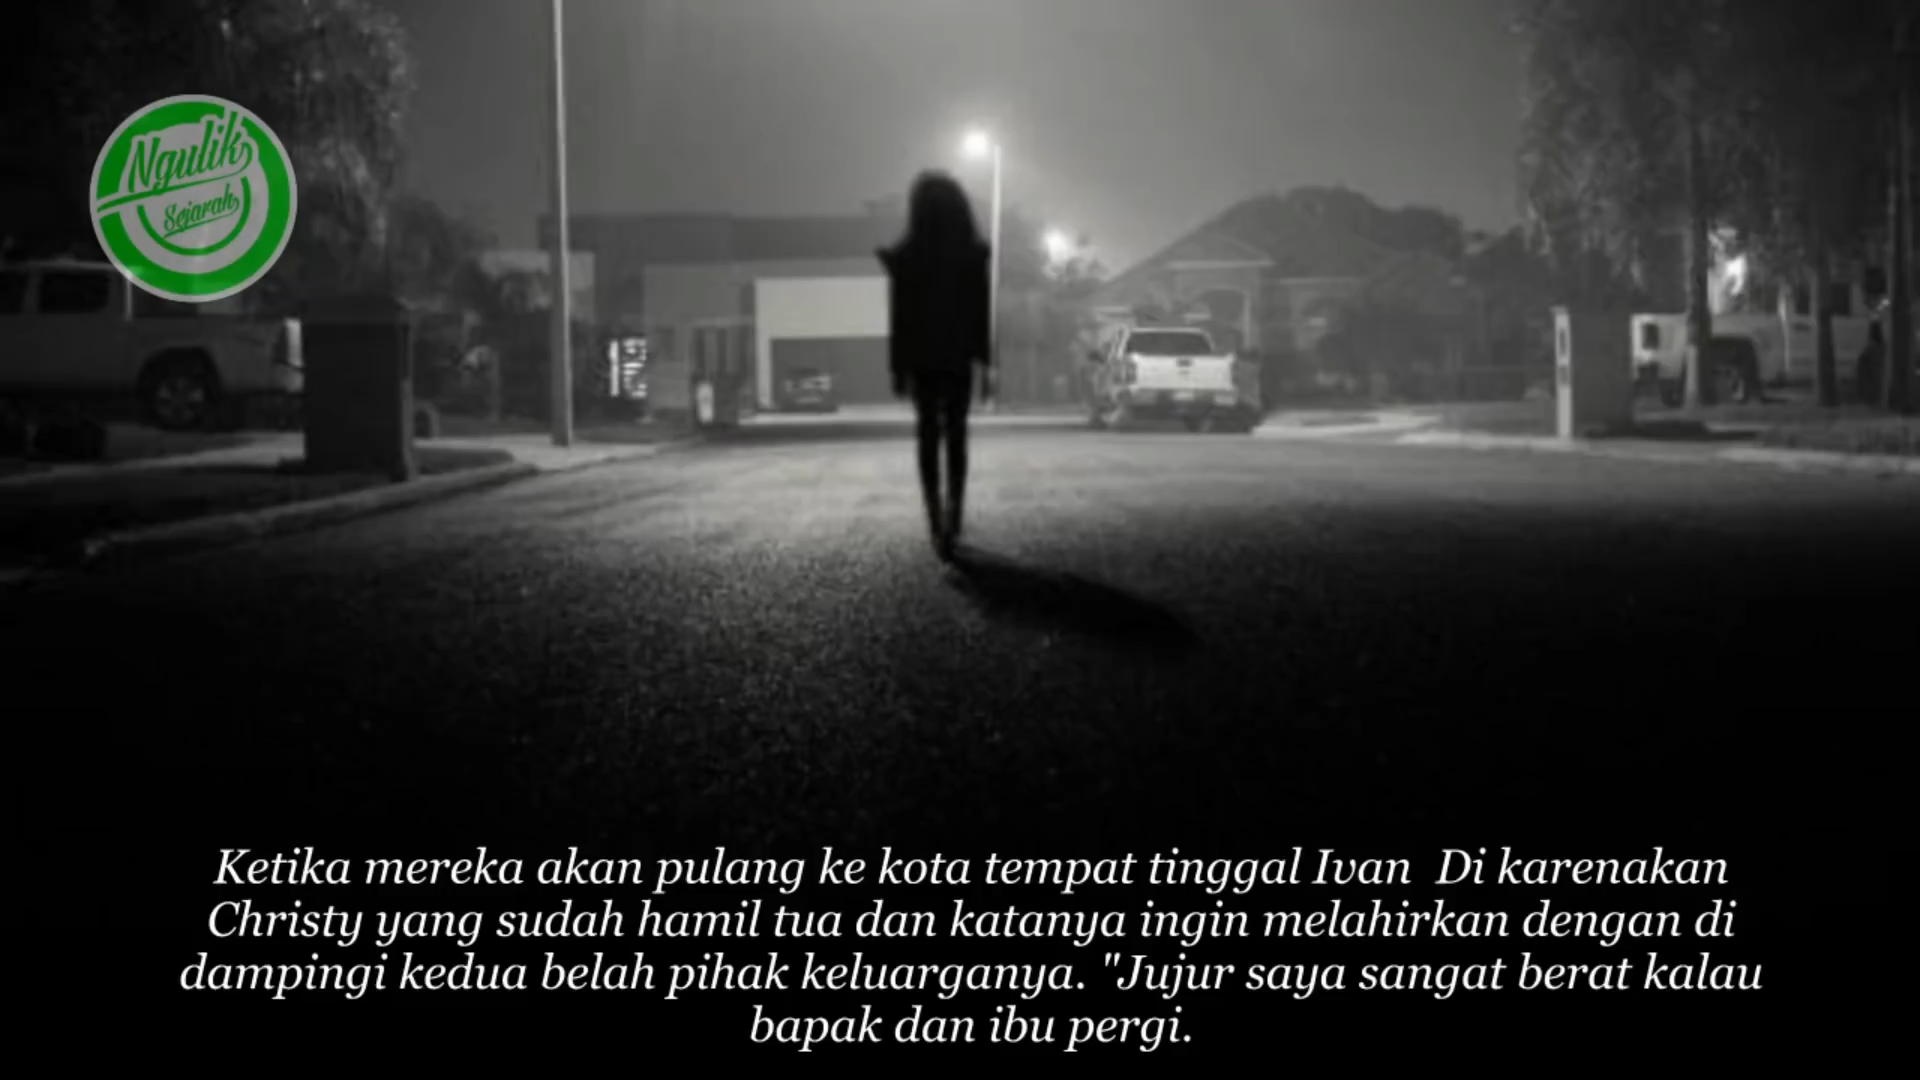 Ngulik
Sejarah
Ketika mereka akan pulang ke kota tempat tinggal Ivan  Di karenakan
Christy yang sudah hamil tua dan katanya ingin melahirkan dengan di
dampingi kedua belah pihak keluarganya. "Jujur saya sangat berat kalau
bapak dan ibu pergi.